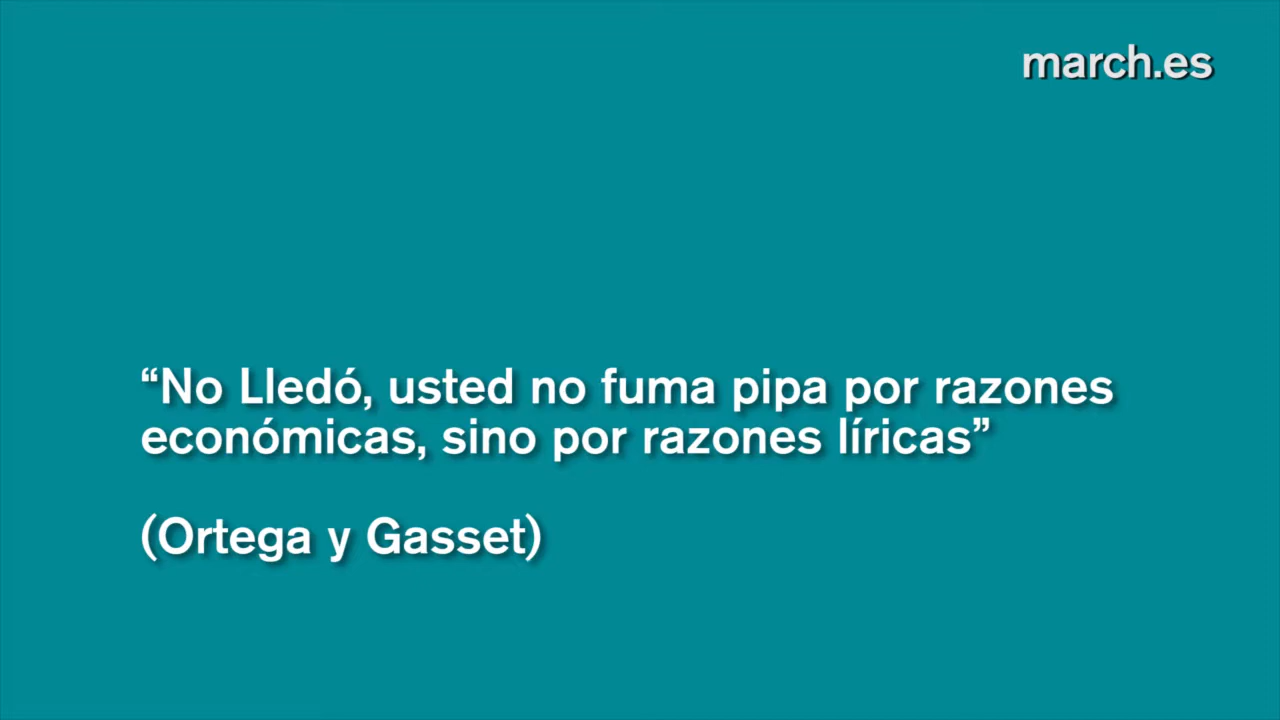 march.es
“No Lledó, usted no fuma pipa por razones
económicas, sino por razones líricas”
(Ortega y Gasset)